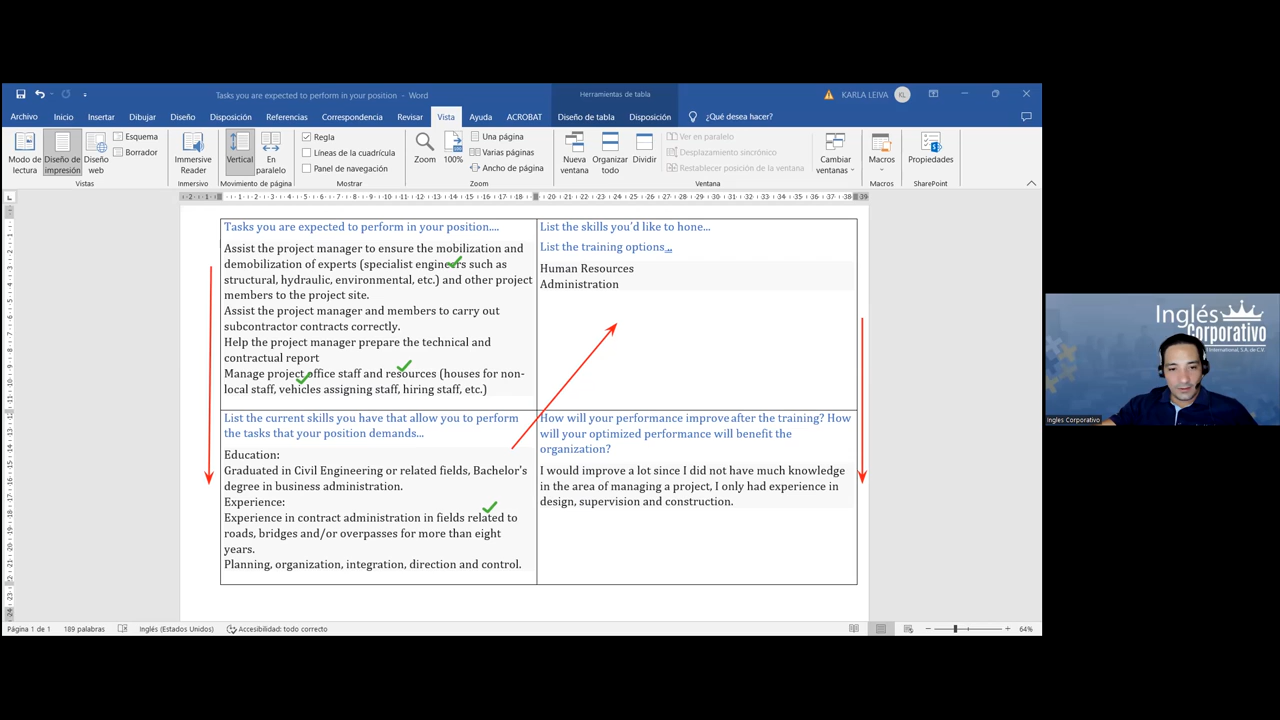 Tasks you are expected to perform in your position - Word
Herramientas de tabla
KARLA LEIVA
KL
Archivo
Inicio
Insertar
Dibujar
Diseño
Disposición
Referencias
Correspondencia
Revisar
Vista
Ayuda
ACROBAT
Diseño de tabla
Disposición
¿Qué desea hacer?
Modo de lectura
Diseño de impresión
Diseño web
Esquema
Borrador
Vistas
Immersive Reader
Inmersivo
Vertical
En paralelo
Movimiento de página
Regla
Líneas de la cuadrícula
Panel de navegación
Mostrar
Zoom
100%
Una página
Varias páginas
Ancho de página
Zoom
Nueva ventana
Organizar todo
Dividir
Ver en paralelo
Desplazamiento sincrónico
Restablecer posición de la ventana
Ventana
Cambiar ventanas
Macros
Macros
Propiedades
SharePoint
Tasks you are expected to perform in your position....
Assist the project manager to ensure the mobilization and
demobilization of experts (specialist engineers such as
structural, hydraulic, environmental, etc.) and other project
members to the project site.
Assist the project manager and members to carry out
subcontractor contracts correctly.
Help the project manager prepare the technical and
contractual report
Manage project office staff and resources (houses for non-
local staff, vehicles assigning staff, hiring staff, etc.)
List the skills you'd like to hone...
List the training options...
Human Resources
Administration
List the current skills you have that allow you to perform
the tasks that your position demands...
Education:
Graduated in Civil Engineering or related fields, Bachelor's
degree in business administration.
Experience:
Experience in contract administration in fields related to
roads, bridges and/or overpasses for more than eight
years.
Planning, organization, integration, direction and control.
How will your performance improve after the training? How
will your optimized performance will benefit the
organization?
I would improve a lot since I did not have much knowledge
in the area of managing a project, I only had experience in
design, supervision and construction.
Página 1 de 1
189 palabras
Inglés (Estados Unidos)
Accesibilidad: todo correcto
64%
Inglés
Corporativo
International, S.A. de C.V.
Ingles Corporativo